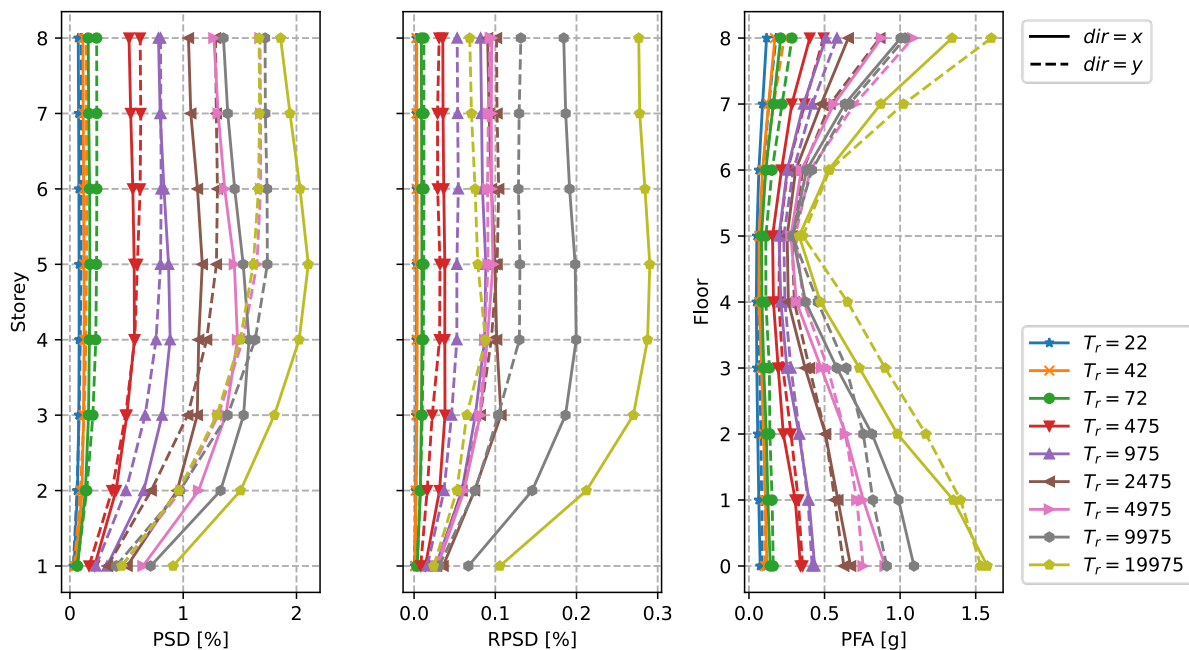 8
7
6
5
4
3
2
1
Storey
0
1
2
PSD [%]
0.0
0.1
0.2
0.3
RPSD [%]
8
7
6
5
4
3
2
1
0
Floor
0.0
0.5
1.0
1.5
PFA [g]
dir = x
dir = y
T_r = 22
T_r = 42
T_r = 72
T_r = 475
T_r = 975
T_r = 2475
T_r = 4975
T_r = 9975
T_r = 19975